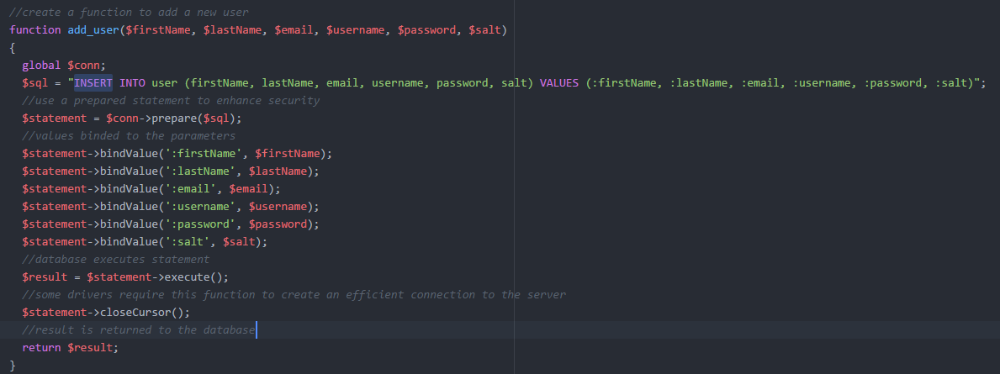 //create a function to add a new user
function add_user($firstName, $lastName, $email, $username, $password, $salt)
{
global $conn;
$sql = "INSERT INTO user (firstName, lastName, email, username, password, salt) VALUES (:firstName, :lastName, :email, :username, :password, :salt)";
//use a prepared statement to enhance security
$statement = $conn->prepare($sql);
//values binded to the parameters
$statement->bindValue(':firstName', $firstName);
$statement->bindValue(':lastName', $lastName);
$statement->bindValue(':email', $email);
$statement->bindValue(':username', $username);
$statement->bindValue(':password', $password);
$statement->bindValue(':salt', $salt);
//database executes statement
$result = $statement->execute();
//some drivers require this function to create an efficient connection to the server
$statement->closeCursor();
//result is returned to the database
return $result;
}